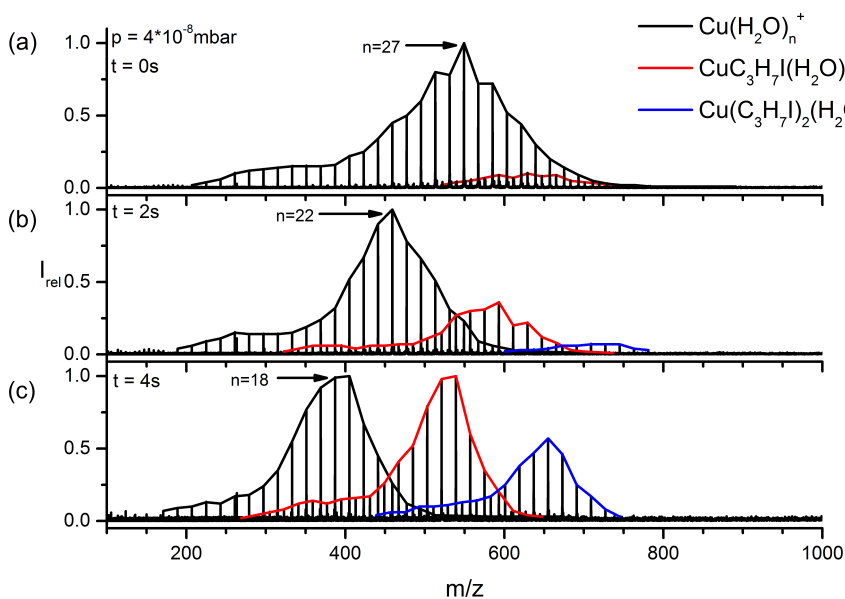 (a)
p = 4*10⁻⁸mbar
t = 0s
n=27
Cu(H₂O)ₙ⁺
CuC₃H₇I(H₂O)
Cu(C₃H₇I)₂(H₂O
1.0
0.5
0.0
(b)
t = 2s
n=22
1.0
I_rel
0.5
0.0
(c)
t = 4s
n=18
1.0
0.5
0.0
200 400 600 800 1000
m/z